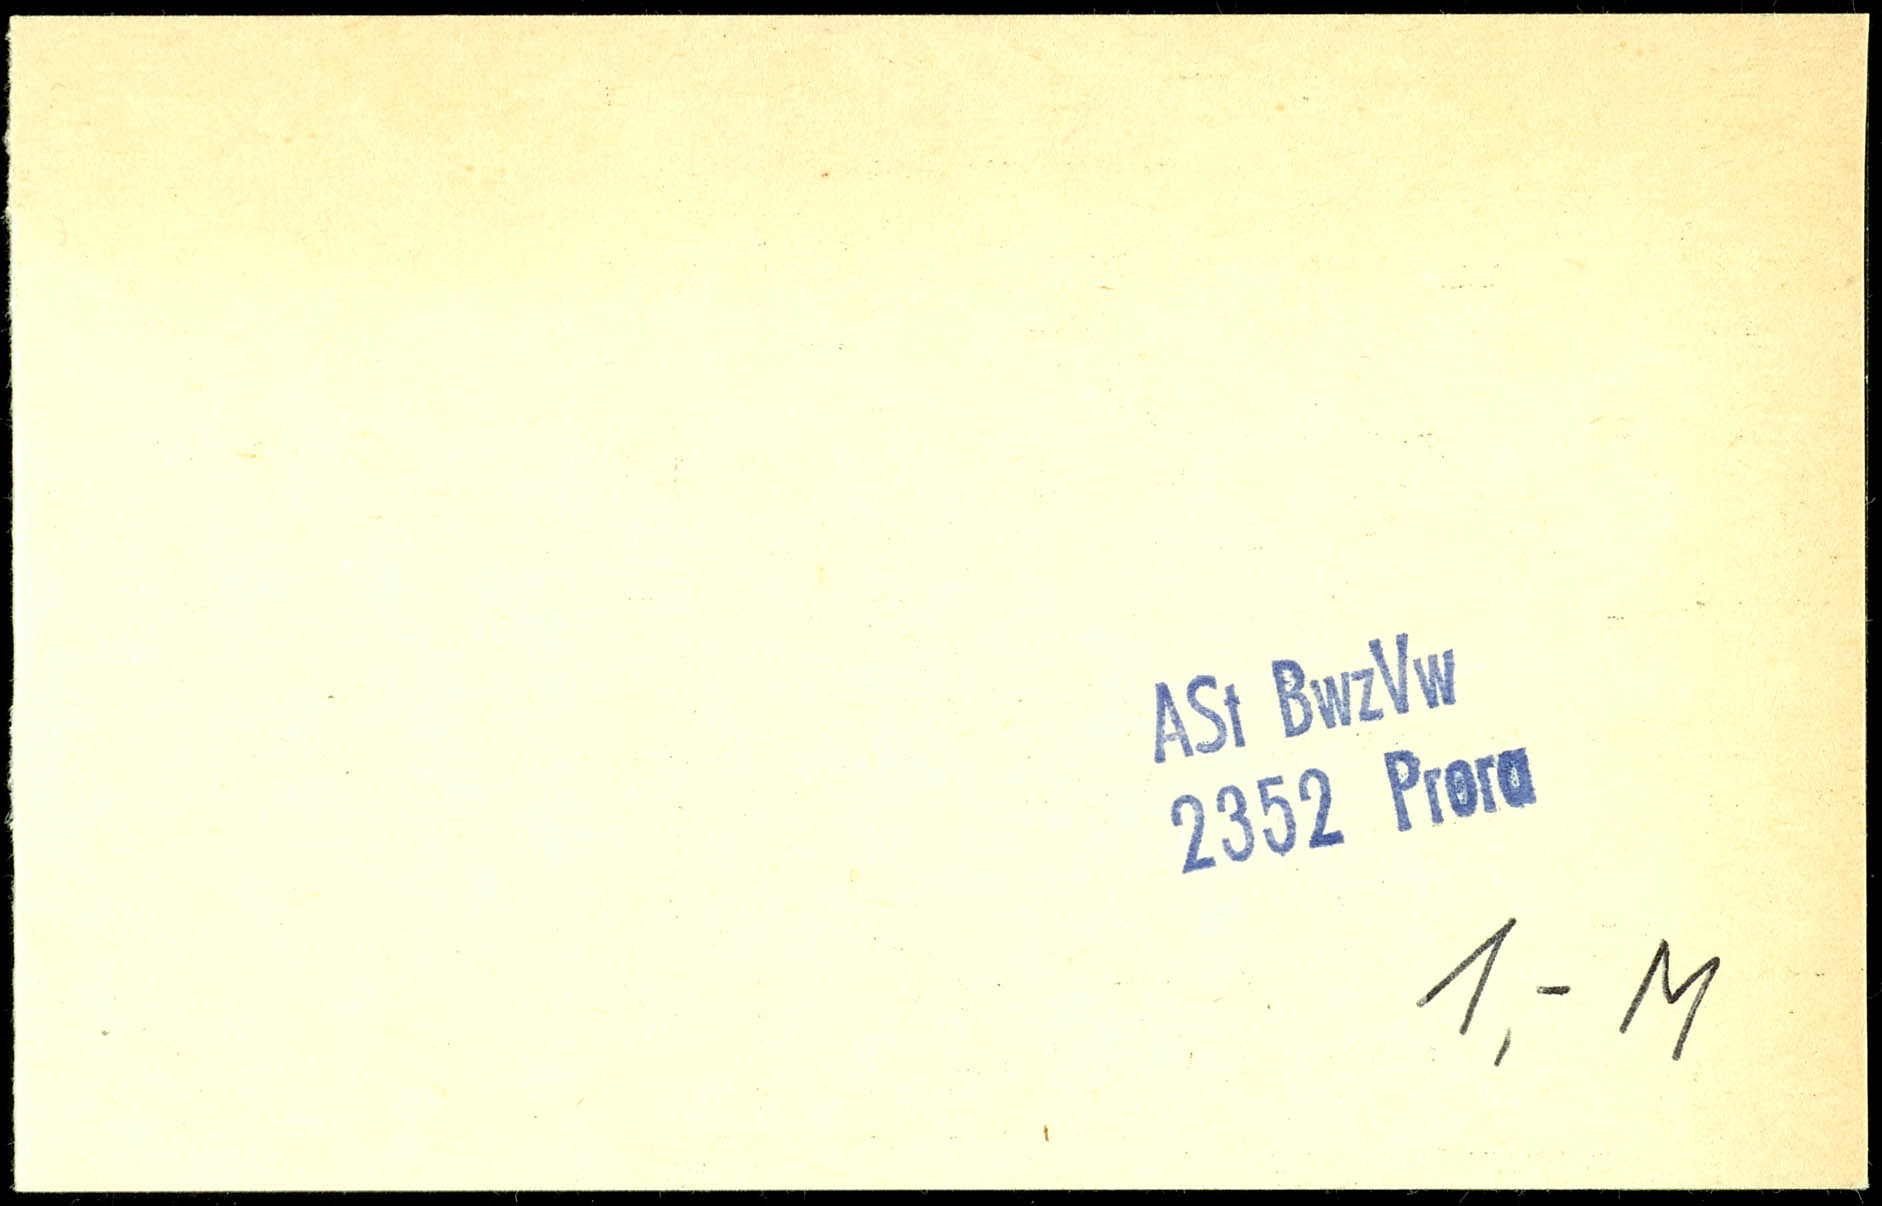 ASt BwzVw
2352 Prora
1,- M